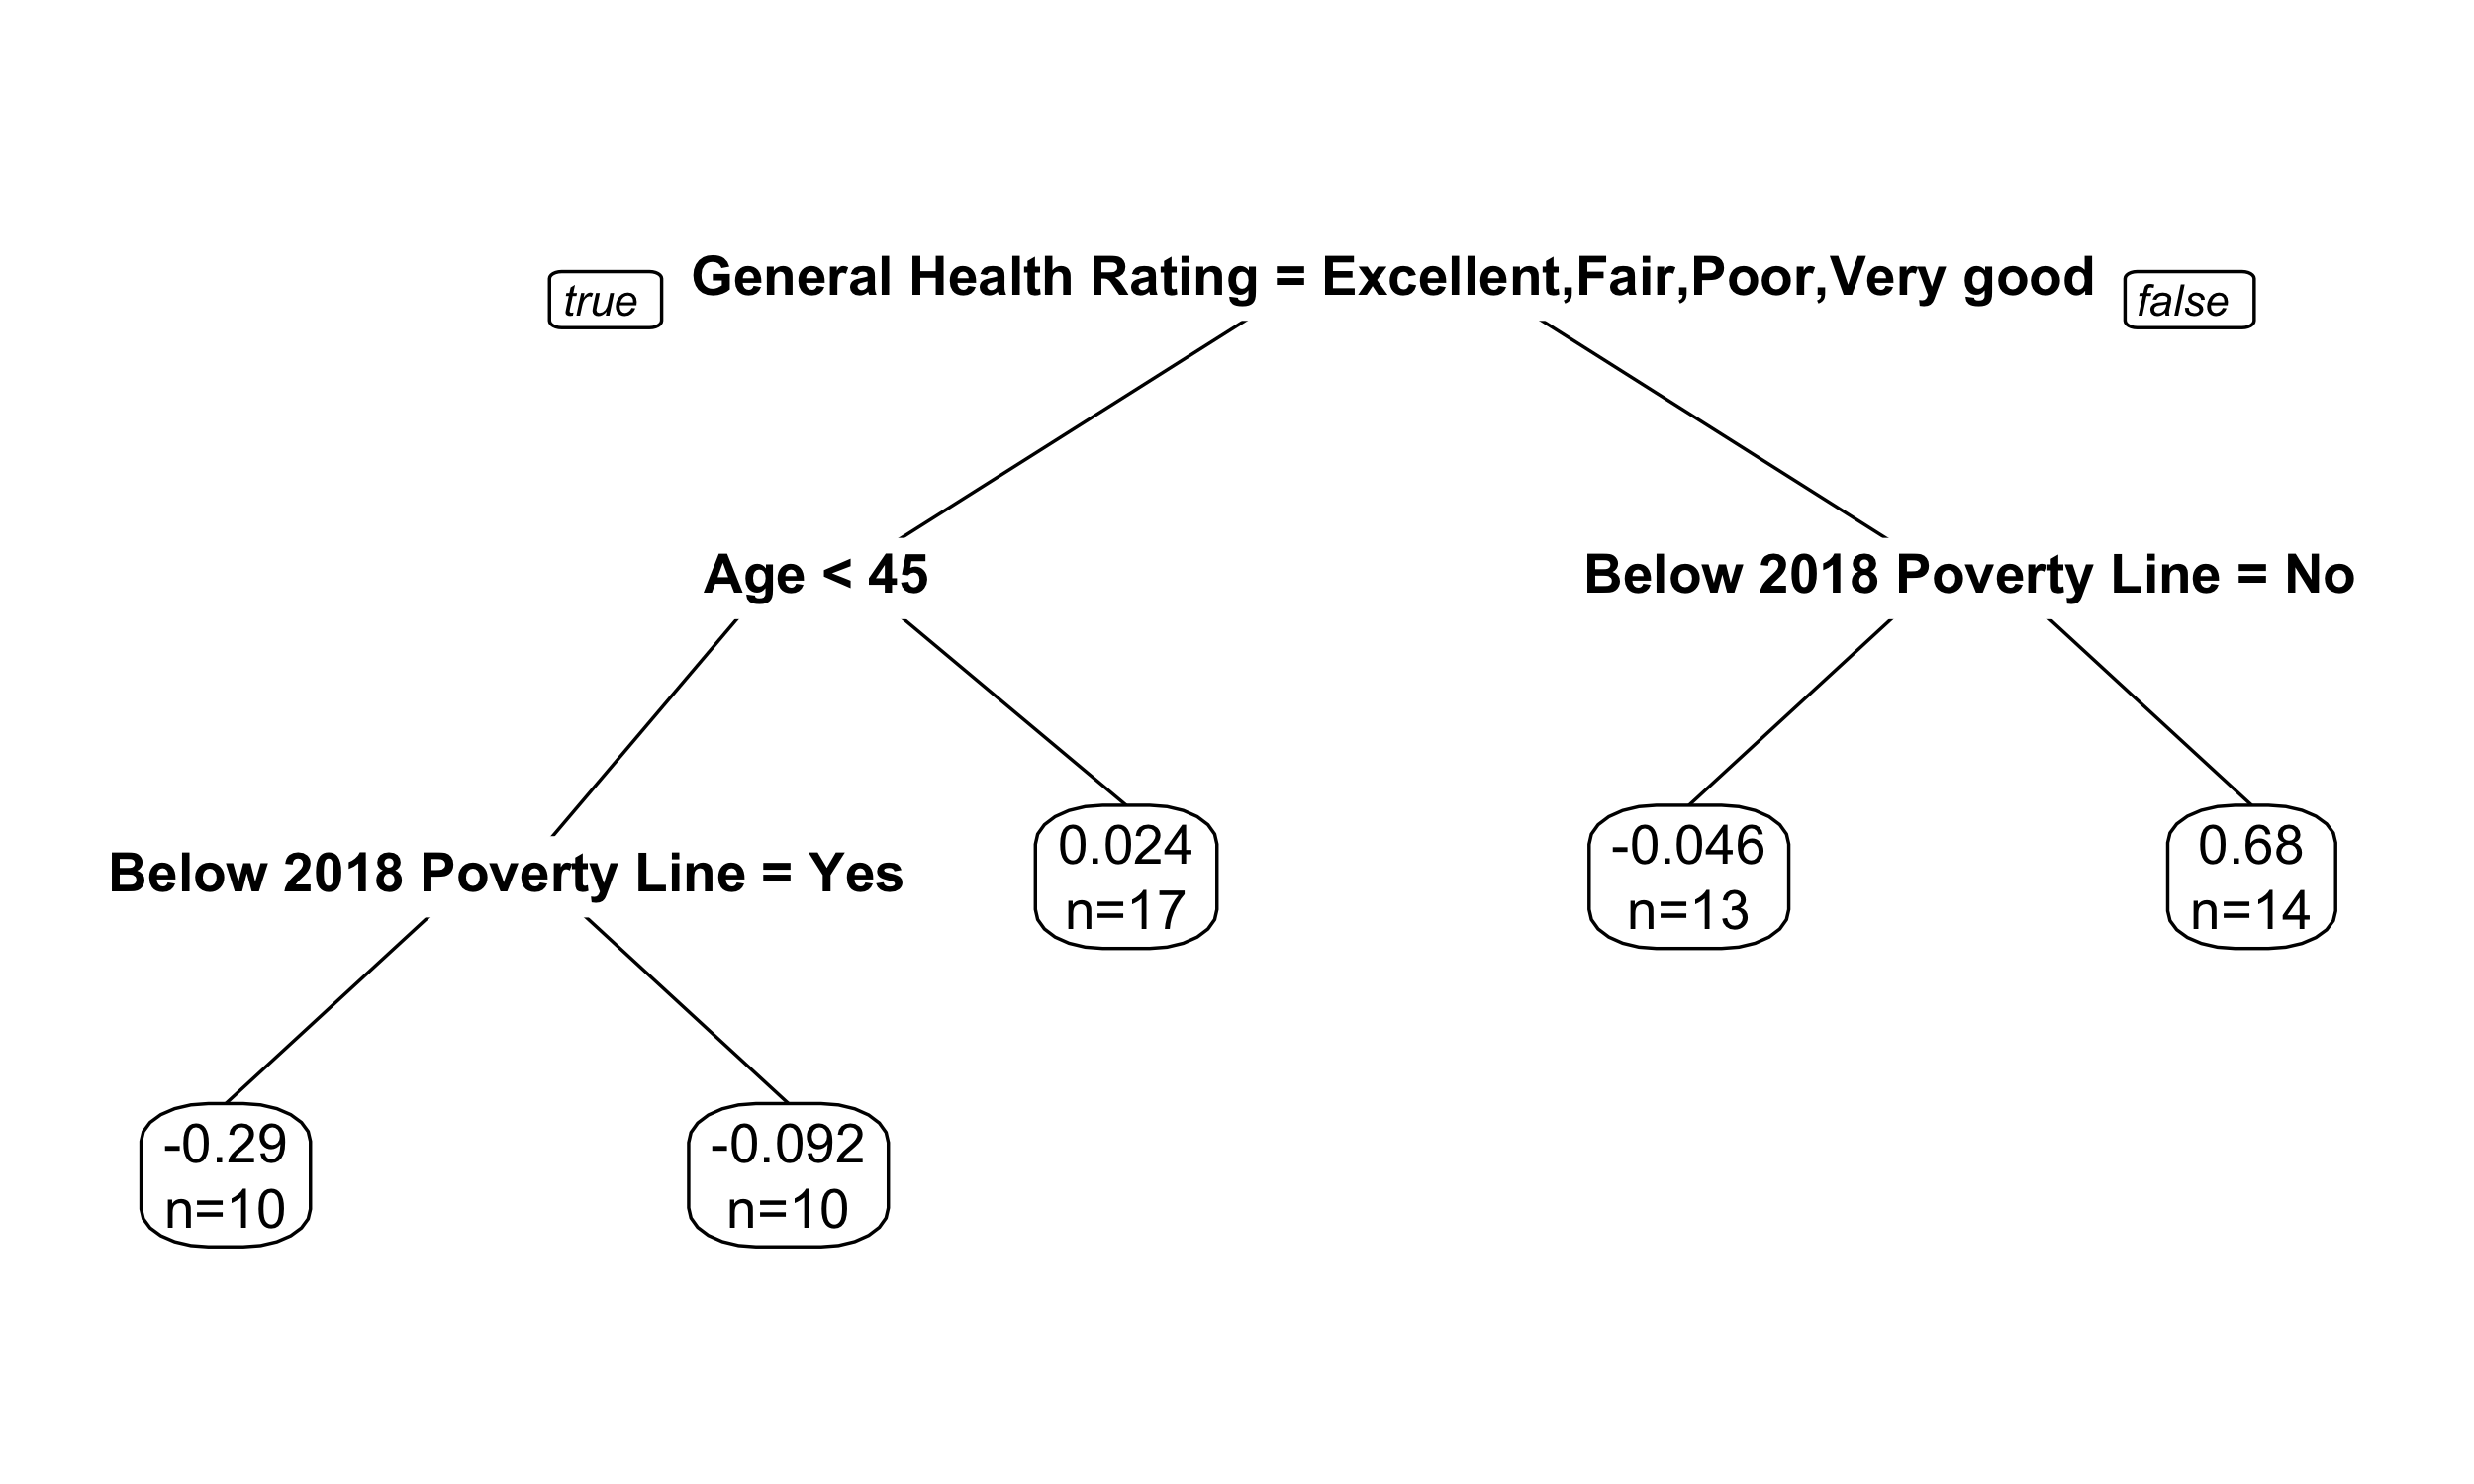 true
General Health Rating = Excellent,Fair,Poor,Very good
false
Age < 45
Below 2018 Poverty Line = No
Below 2018 Poverty Line = Yes
0.024
n=17
-0.046
n=13
0.68
n=14
-0.29
n=10
-0.092
n=10